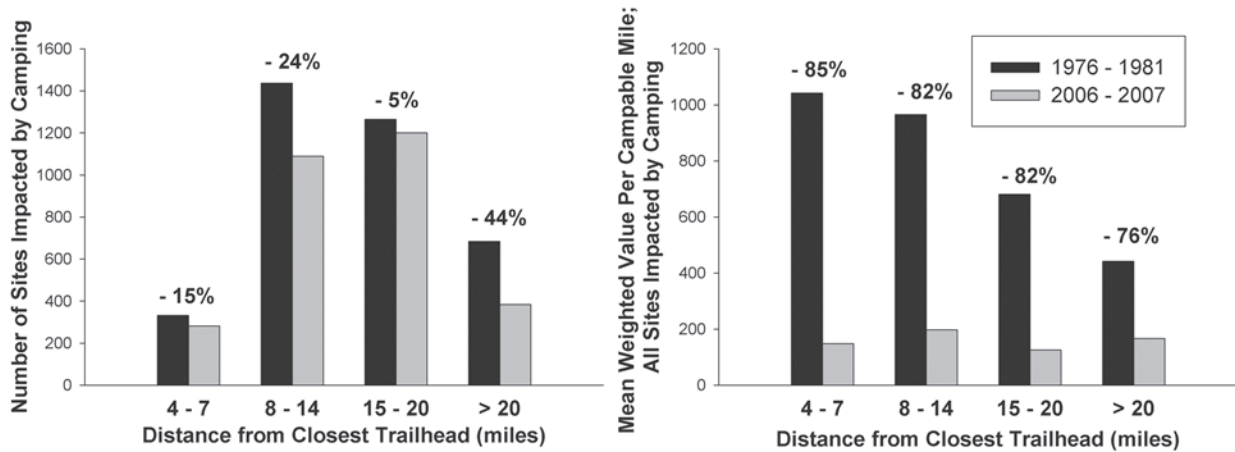 Number of Sites Impacted by Camping
1600
1400
1200
1000
800
600
400
200
0
- 15%
- 24%
- 5%
- 44%
4 - 7
8 - 14
15 - 20
> 20
Distance from Closest Trailhead (miles)
Mean Weighted Value Per Campable Mile;
All Sites Impacted by Camping
1200
1000
800
600
400
200
0
- 85%
- 82%
- 82%
- 76%
1976 - 1981
2006 - 2007
4 - 7
8 - 14
15 - 20
> 20
Distance from Closest Trailhead (miles)